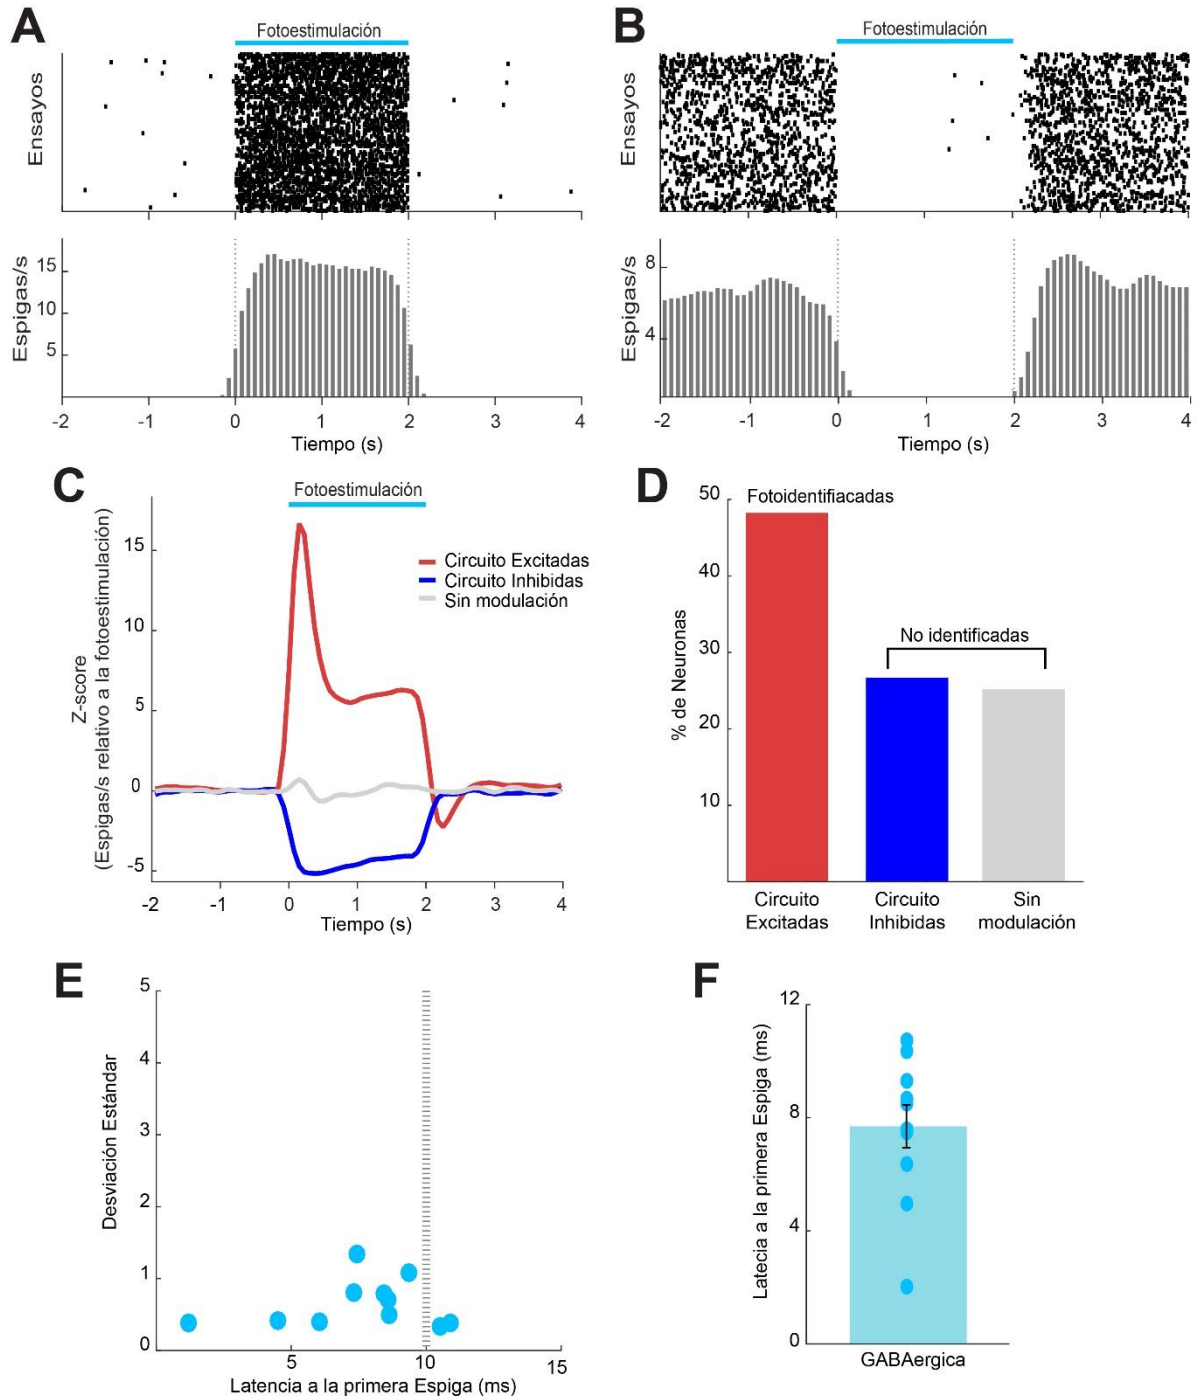 A
Fotoestimulación
Ensayos
Espigas/s
15
10
5
-2
-1
0
1
2
3
4
Tiempo (s)
B
Fotoestimulación
Ensayos
Espigas/s
8
4
-2
-1
0
1
2
3
4
Tiempo (s)
C
Fotoestimulación
Z-score
(Espigas/s relativo a la fotoestimulación)
15
10
5
0
-5
Circuito Excitadas
Circuito Inhibidas
Sin modulación
-2
-1
0
1
2
3
4
Tiempo (s)
D
% de Neuronas
50
40
30
20
10
Fotoidentifiacadas
No identificadas
Circuito
Excitadas
Circuito
Inhibidas
Sin
modulación
E
Desviación Estándar
5
4
3
2
1
0
5
10
15
Latencia a la primera Espiga (ms)
F
Latecia a la primera Espiga (ms)
12
8
4
0
GABAergica